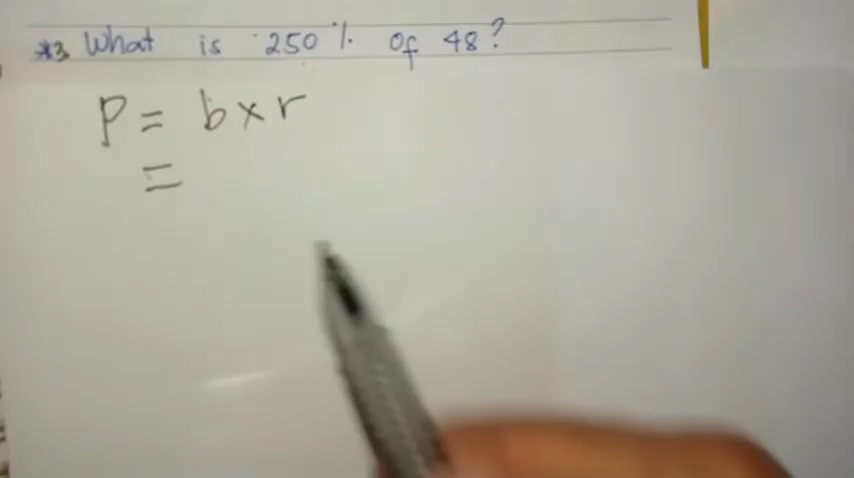 *3. What is 250% of 48?
P = b x r
=